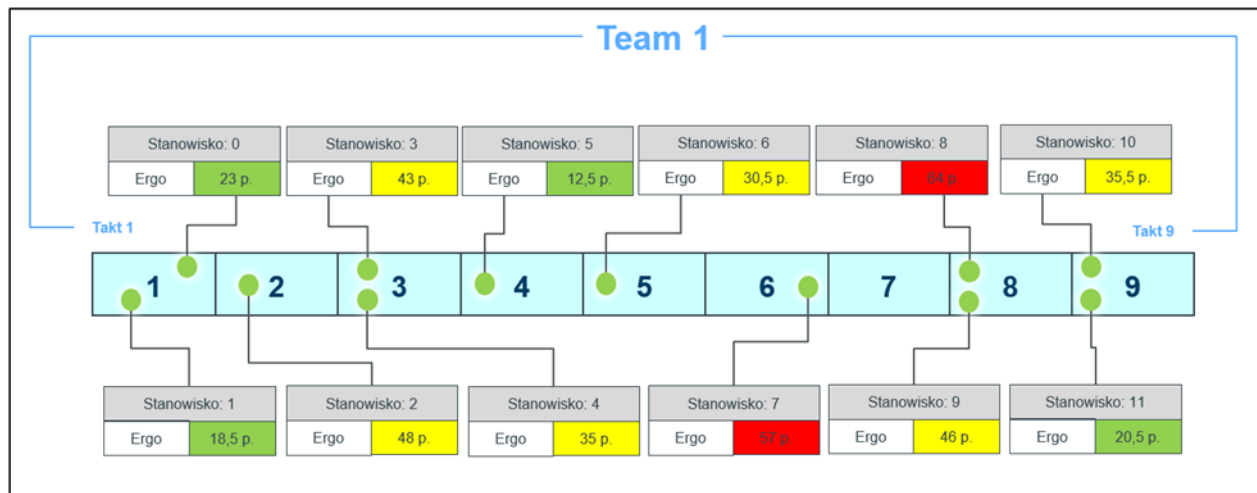 Team 1
Stanowisko: 0
Ergo 23 p.
Stanowisko: 3
Ergo 43 p.
Stanowisko: 5
Ergo 12,5 p.
Stanowisko: 6
Ergo 30,5 p.
Stanowisko: 8
Ergo 64 p.
Stanowisko: 10
Ergo 35,5 p.
Takt 1
Takt 9
1 2 3 4 5 6 7 8 9
Stanowisko: 1
Ergo 18,5 p.
Stanowisko: 2
Ergo 48 p.
Stanowisko: 4
Ergo 35 p.
Stanowisko: 7
Ergo 57 p.
Stanowisko: 9
Ergo 46 p.
Stanowisko: 11
Ergo 20,5 p.